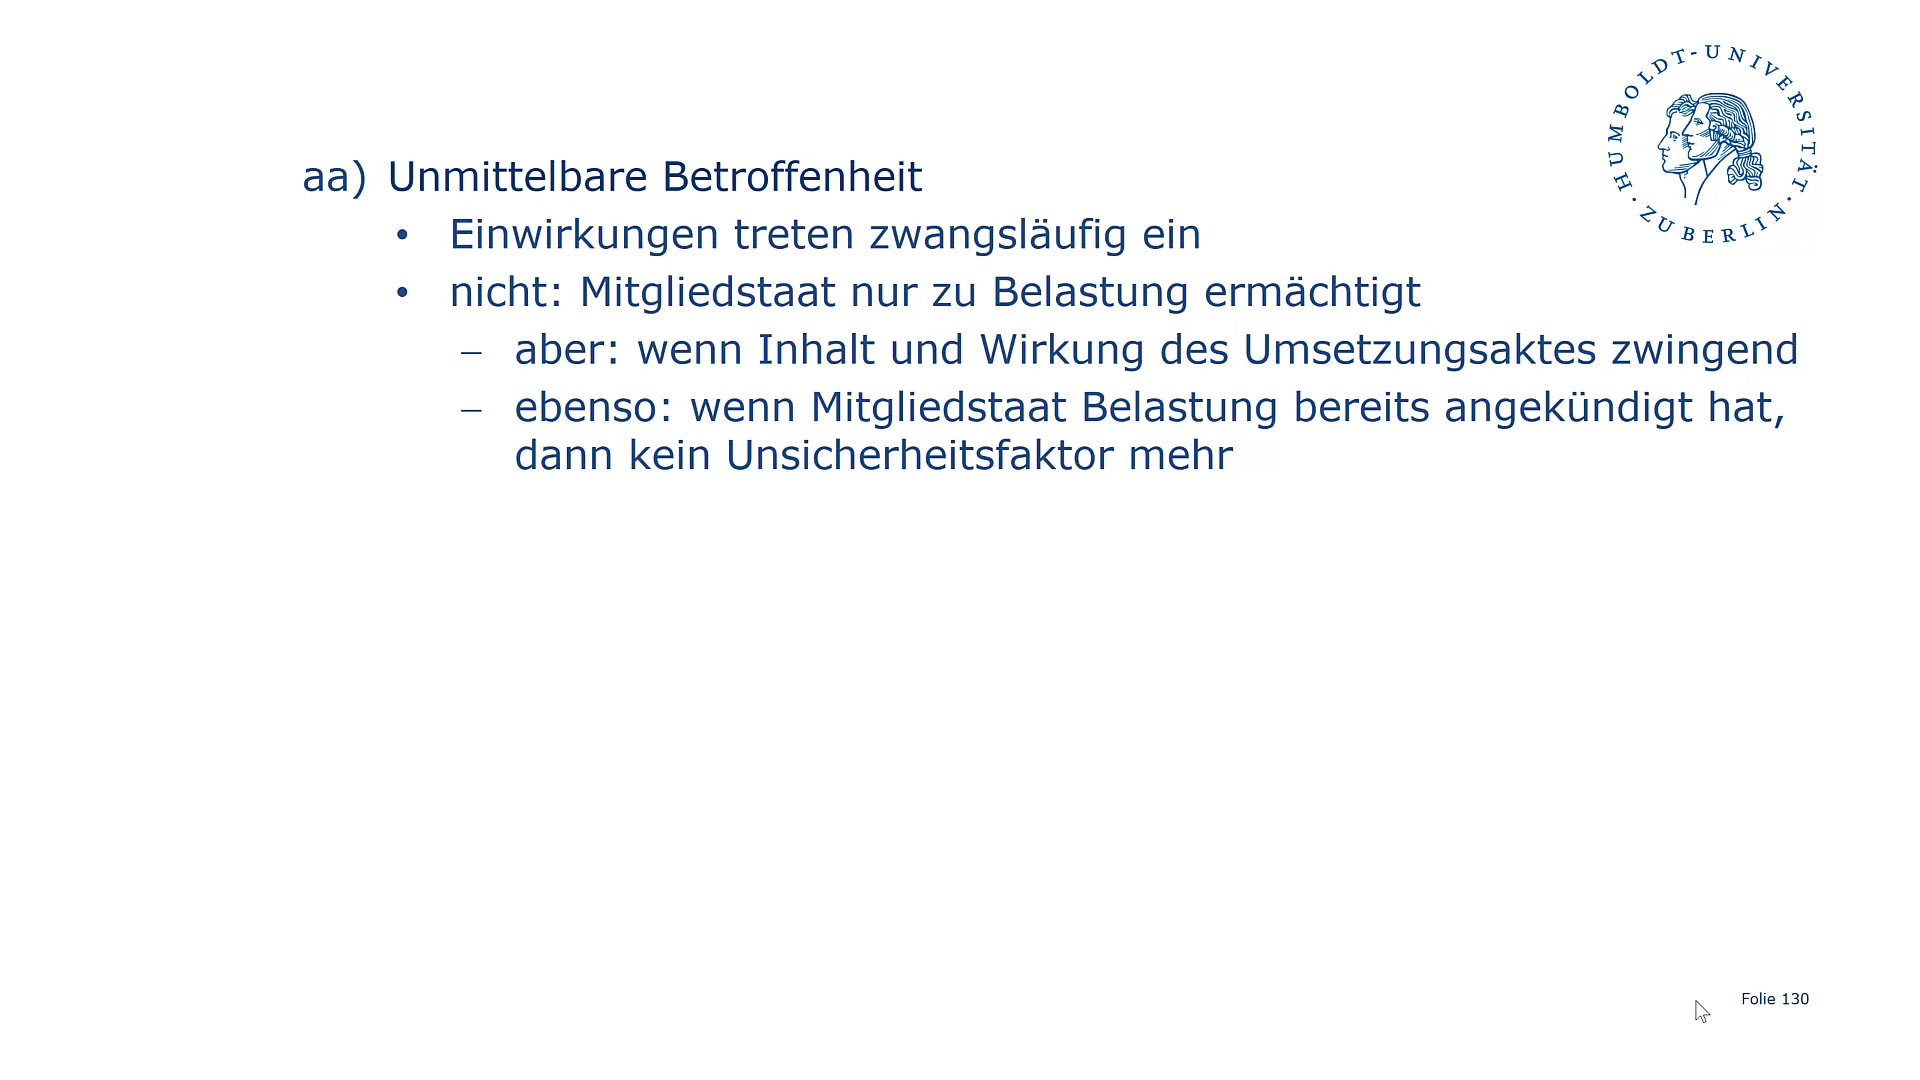 HUMBOLDT-UNIVERSITÄT · ZU BERLIN ·
aa) Unmittelbare Betroffenheit
• Einwirkungen treten zwangsläufig ein
• nicht: Mitgliedstaat nur zu Belastung ermächtigt
– aber: wenn Inhalt und Wirkung des Umsetzungsaktes zwingend
– ebenso: wenn Mitgliedstaat Belastung bereits angekündigt hat,
dann kein Unsicherheitsfaktor mehr
Folie 130